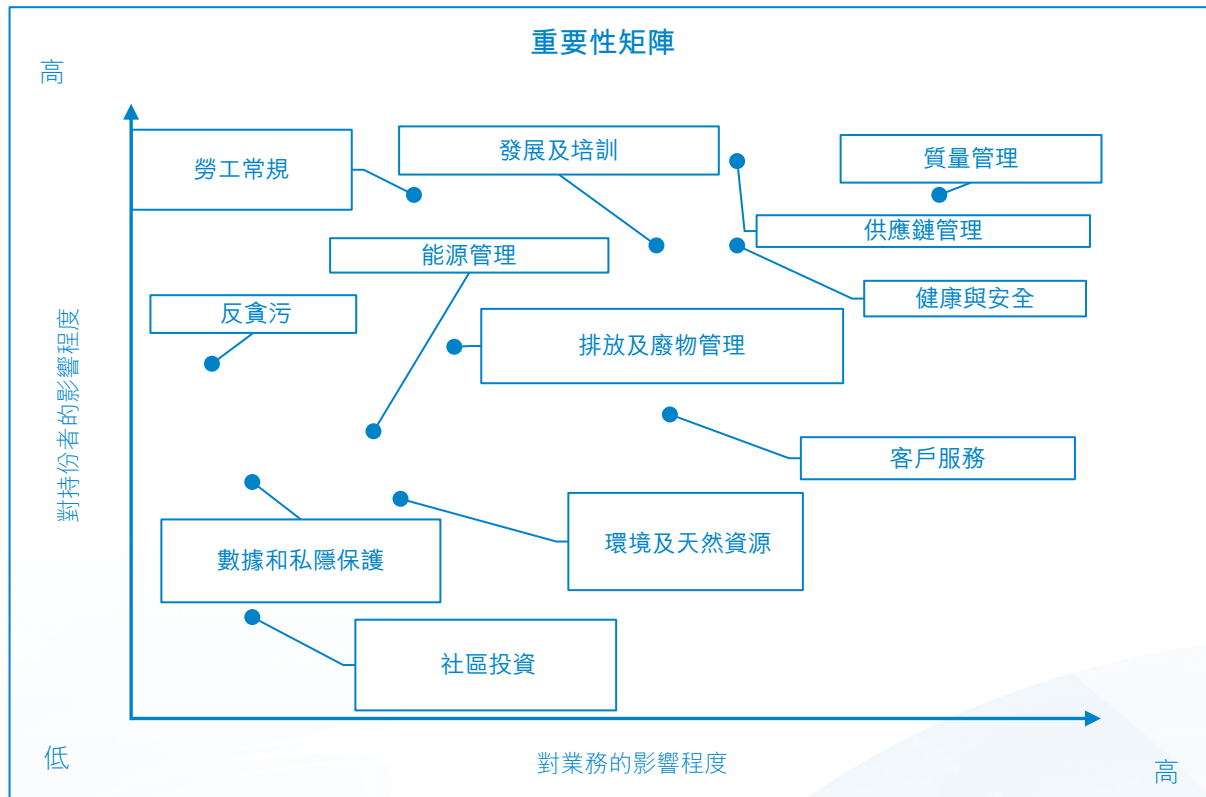 重要性矩陣
高
發展及培訓
質量管理
勞工常規
供應鏈管理
能源管理
健康與安全
反貪污
排放及廢物管理
對持份者的影響程度
客戶服務
環境及天然資源
數據和私隱保護
社區投資
低
對業務的影響程度
高